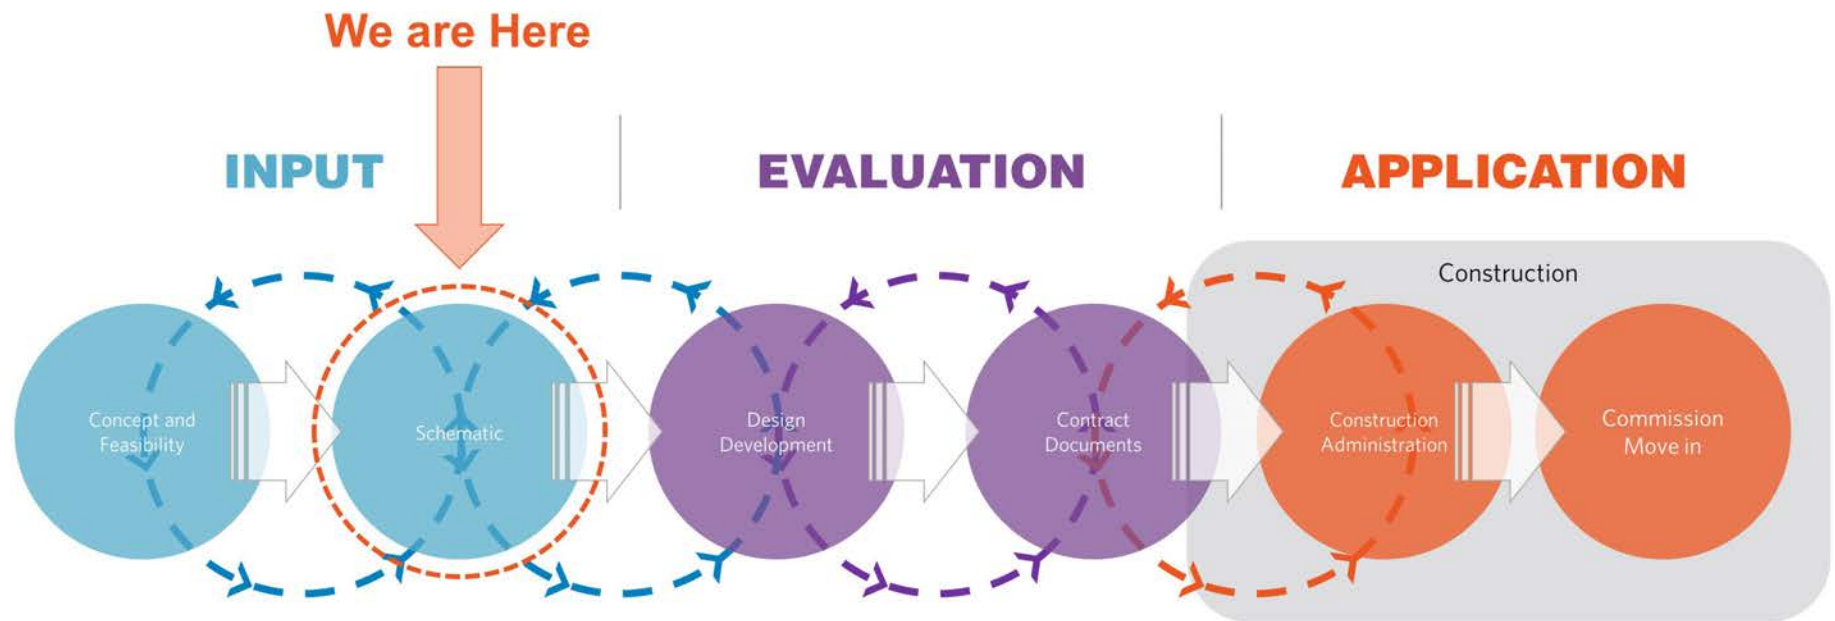 We are Here
INPUT
EVALUATION
APPLICATION
Construction
Concept and
Feasibility
Schematic
Design
Development
Contract
Documents
Construction
Administration
Commission
Move in